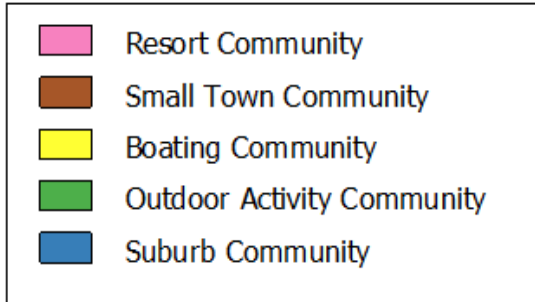 Resort Community
Small Town Community
Boating Community
Outdoor Activity Community
Suburb Community